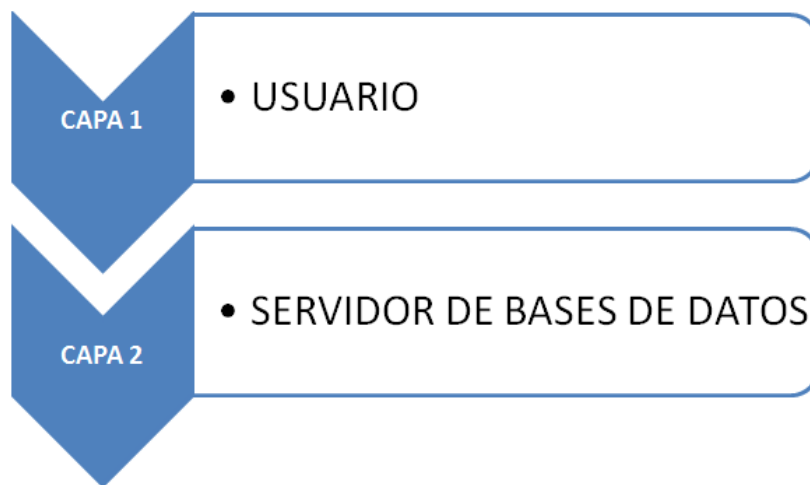 CAPA 1
• USUARIO
CAPA 2
• SERVIDOR DE BASES DE DATOS